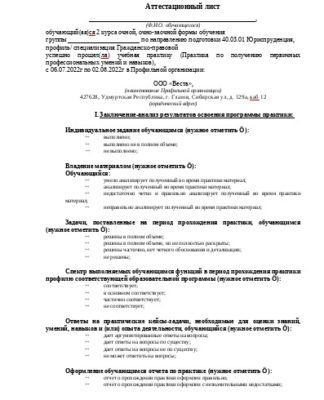 Аттестационный лист
(Ф.И.О. обучающегося)
обучающий(ая)ся 2 курса очной, очно-заочной формы обучения
группы по направлению подготовки 40.03.01 Юриспруденция,
профиль/ специализация Гражданско-правовой
успешно прошел/ла учебную практику (Практика по получению первичных
профессиональных умений и навыков),
с 06.07.2022г по 02.08.2022г в Профильной организации:
ООО «Веста»,
(наименование Профильной организации)
427628, Удмуртская Республика, г. Глазов, Сибирская ул, д. 129а, каб. 12
(юридический адрес)
I. Заключение-анализ результатов освоения программы практики:
Индивидуальное задание обучающимся (нужное отметить Ö):
выполнено;
выполнено не в полном объеме;
не выполнено;
Владение материалом (нужное отметить Ö):
Обучающийся:
умело анализирует полученный во время практики материал;
анализирует полученный во время практики материал;
недостаточно четко и правильно анализирует полученный во время практики
материал;
неправильно анализирует полученный во время практики материал;
Задачи, поставленные на период прохождения практики, обучающимся
(нужное отметить Ö):
решены в полном объеме;
решены в полном объеме, но не полностью раскрыты;
решены частично, нет четкого обоснования и детализации;
не решены;
Спектр выполняемых обучающимся функций в период прохождения практики
профилю соответствующей образовательной программы (нужное отметить Ö):
соответствует;
в основном соответствует;
частично соответствует;
не соответствует;
Ответы на практические кейсы-задачи, необходимые для оценки знаний,
умений, навыков и (или) опыта деятельности, обучающийся (нужное отметить Ö):
дает аргументированные ответы на вопросы;
дает ответы на вопросы по существу;
дает ответы на вопросы не по существу;
не может ответить на вопросы;
Оформление обучающимся отчета по практике (нужное отметить Ö):
отчет о прохождении практики оформлен правильно;
отчет о прохождении практики оформлен с незначительными недостатками;